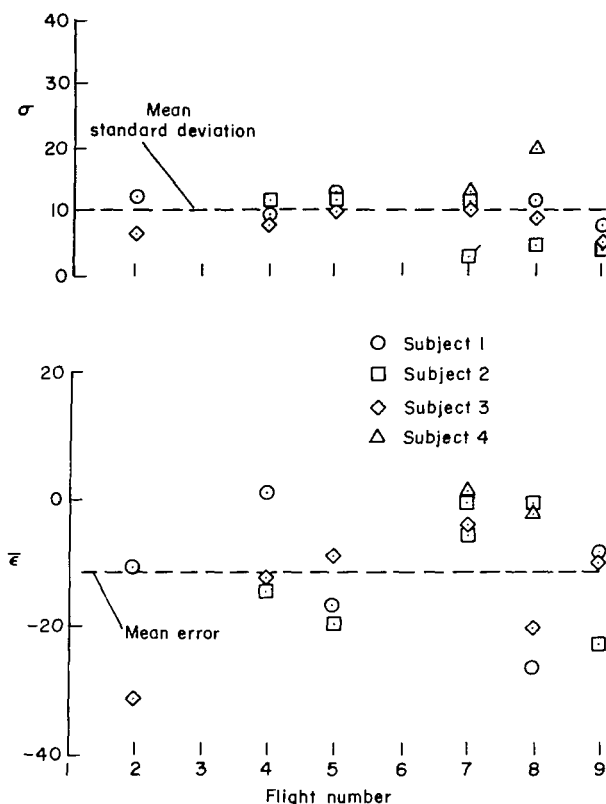 40
30
σ
Mean
standard deviation
20
10
0
○ Subject 1
□ Subject 2
◇ Subject 3
△ Subject 4
20
0
ε̄
Mean error
-20
-40
1 2 3 4 5 6 7 8 9
Flight number